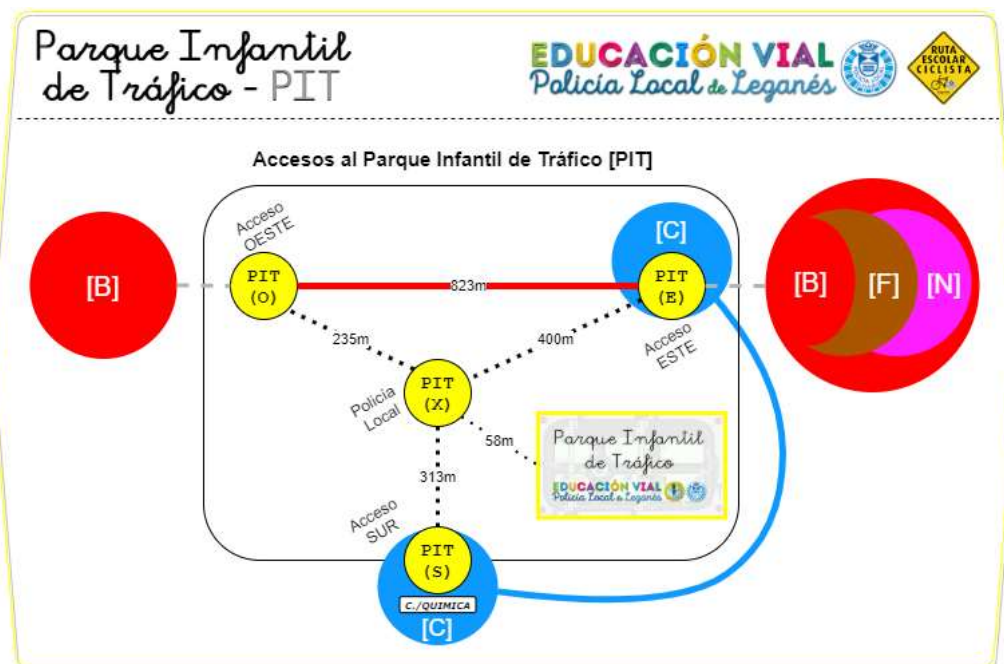 Parque Infantil
de Tráfico - PIT
EDUCACIÓN VIAL
Policía Local de Leganés
RUTA
ESCOLAR
CICLISTA
Accesos al Parque Infantil de Tráfico [PIT]
Acceso
OESTE
[C]
[B]
PIT
(O)
823m
PIT
(E)
[B]
[F]
[N]
235m
400m
Acceso
ESTE
Policía
Local
PIT
(X)
58m
Parque Infantil
de Tráfico
EDUCACIÓN VIAL
Policía Local de Leganés
313m
Acceso
SUR
PIT
(S)
C./QUIMICA
[C]